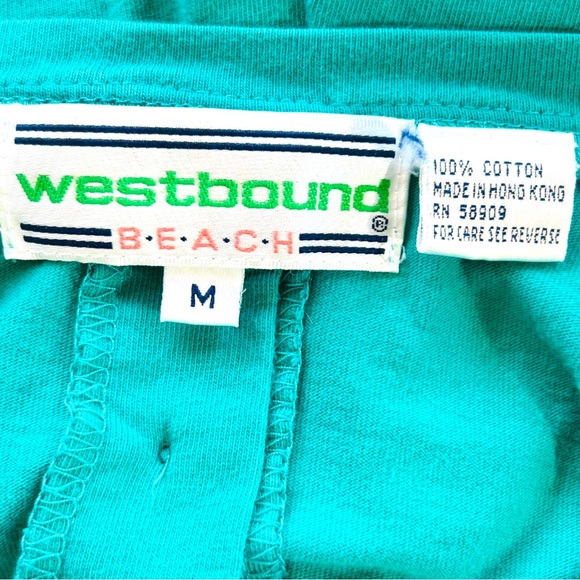 westbound®
B•E•A•C•H
M
100% COTTON
MADE IN HONG KONG
RN 58909
FOR CARE SEE REVERSE